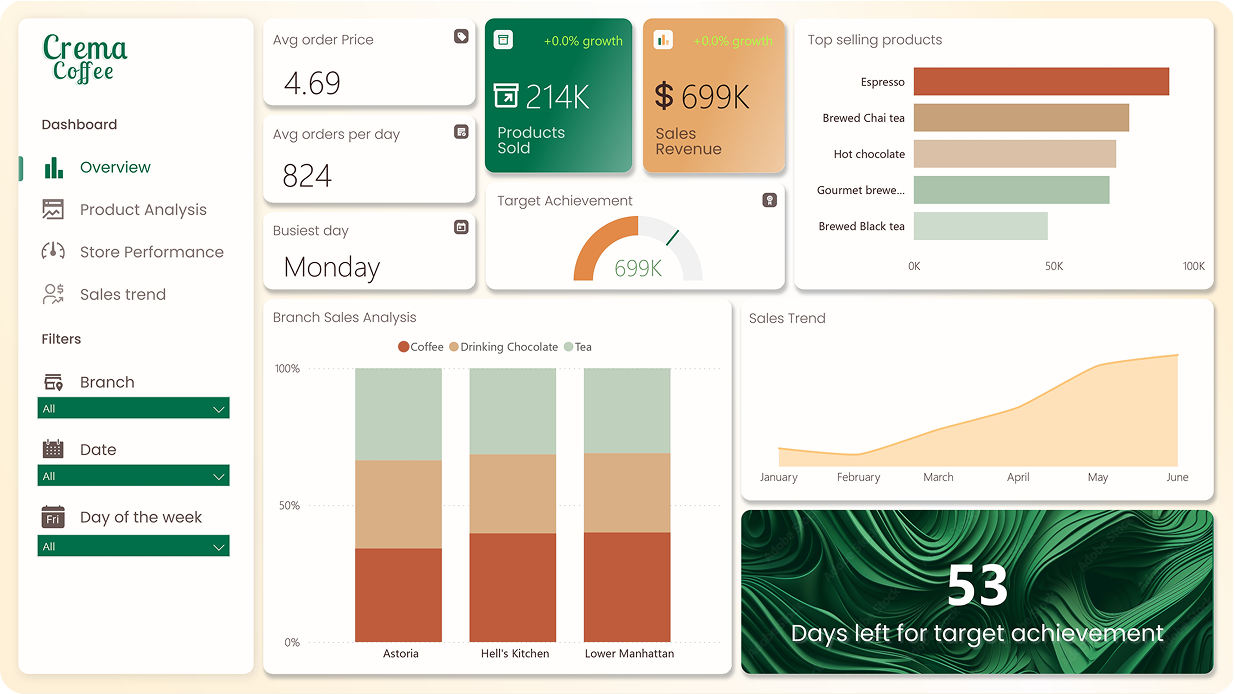 Crema
Coffee
Dashboard
Overview
Product Analysis
Store Performance
Sales trend
Filters
Branch
All
Date
All
Fri
Day of the week
All
Avg order Price
4.69
Avg orders per day
824
Busiest day
Monday
+0.0% growth
214K
Products
Sold
+0.0% growth
$ 699K
Sales
Revenue
Target Achievement
699K
Top selling products
Espresso
Brewed Chai tea
Hot chocolate
Gourmet brewe...
Brewed Black tea
0K 50K 100K
Branch Sales Analysis
Coffee Drinking Chocolate Tea
100%
50%
0%
Astoria Hell's Kitchen Lower Manhattan
Sales Trend
January February March April May June
53
Days left for target achievement